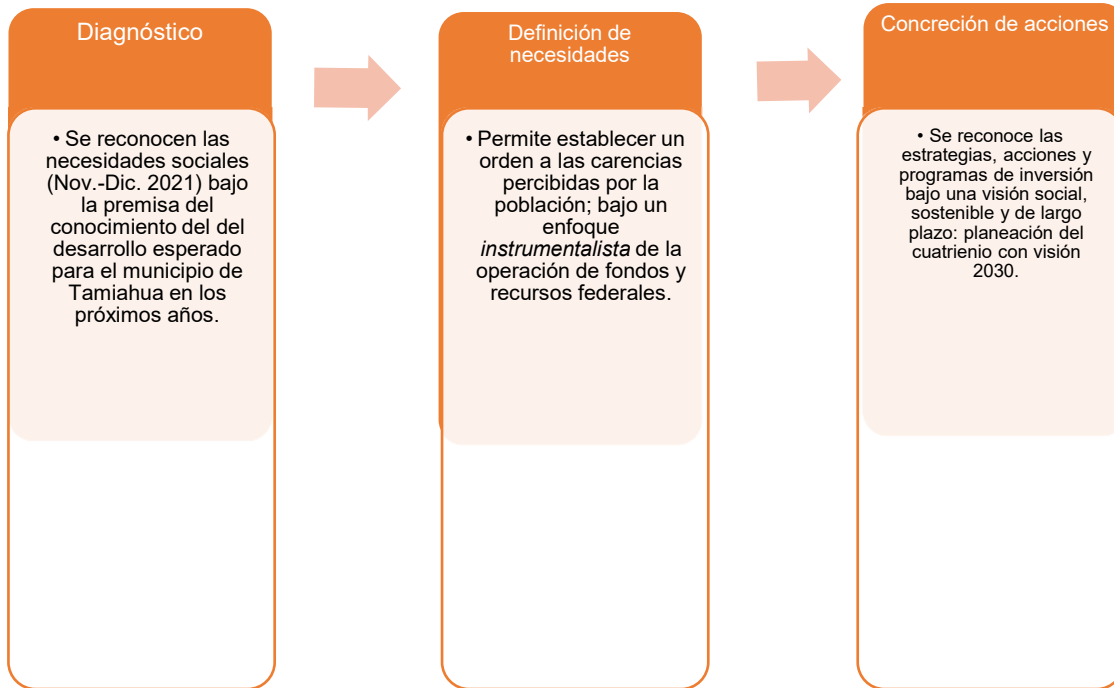 Diagnóstico
• Se reconocen las
necesidades sociales
(Nov.-Dic. 2021) bajo
la premisa del
conocimiento del del
desarrollo esperado
para el municipio de
Tamiahua en los
próximos años.
Definición de
necesidades
• Permite establecer un
orden a las carencias
percibidas por la
población; bajo un
enfoque
instrumentalista de la
operación de fondos y
recursos federales.
Concreción de acciones
• Se reconoce las
estrategias, acciones y
programas de inversión
bajo una visión social,
sostenible y de largo
plazo: planeación del
cuatrienio con visión
2030.